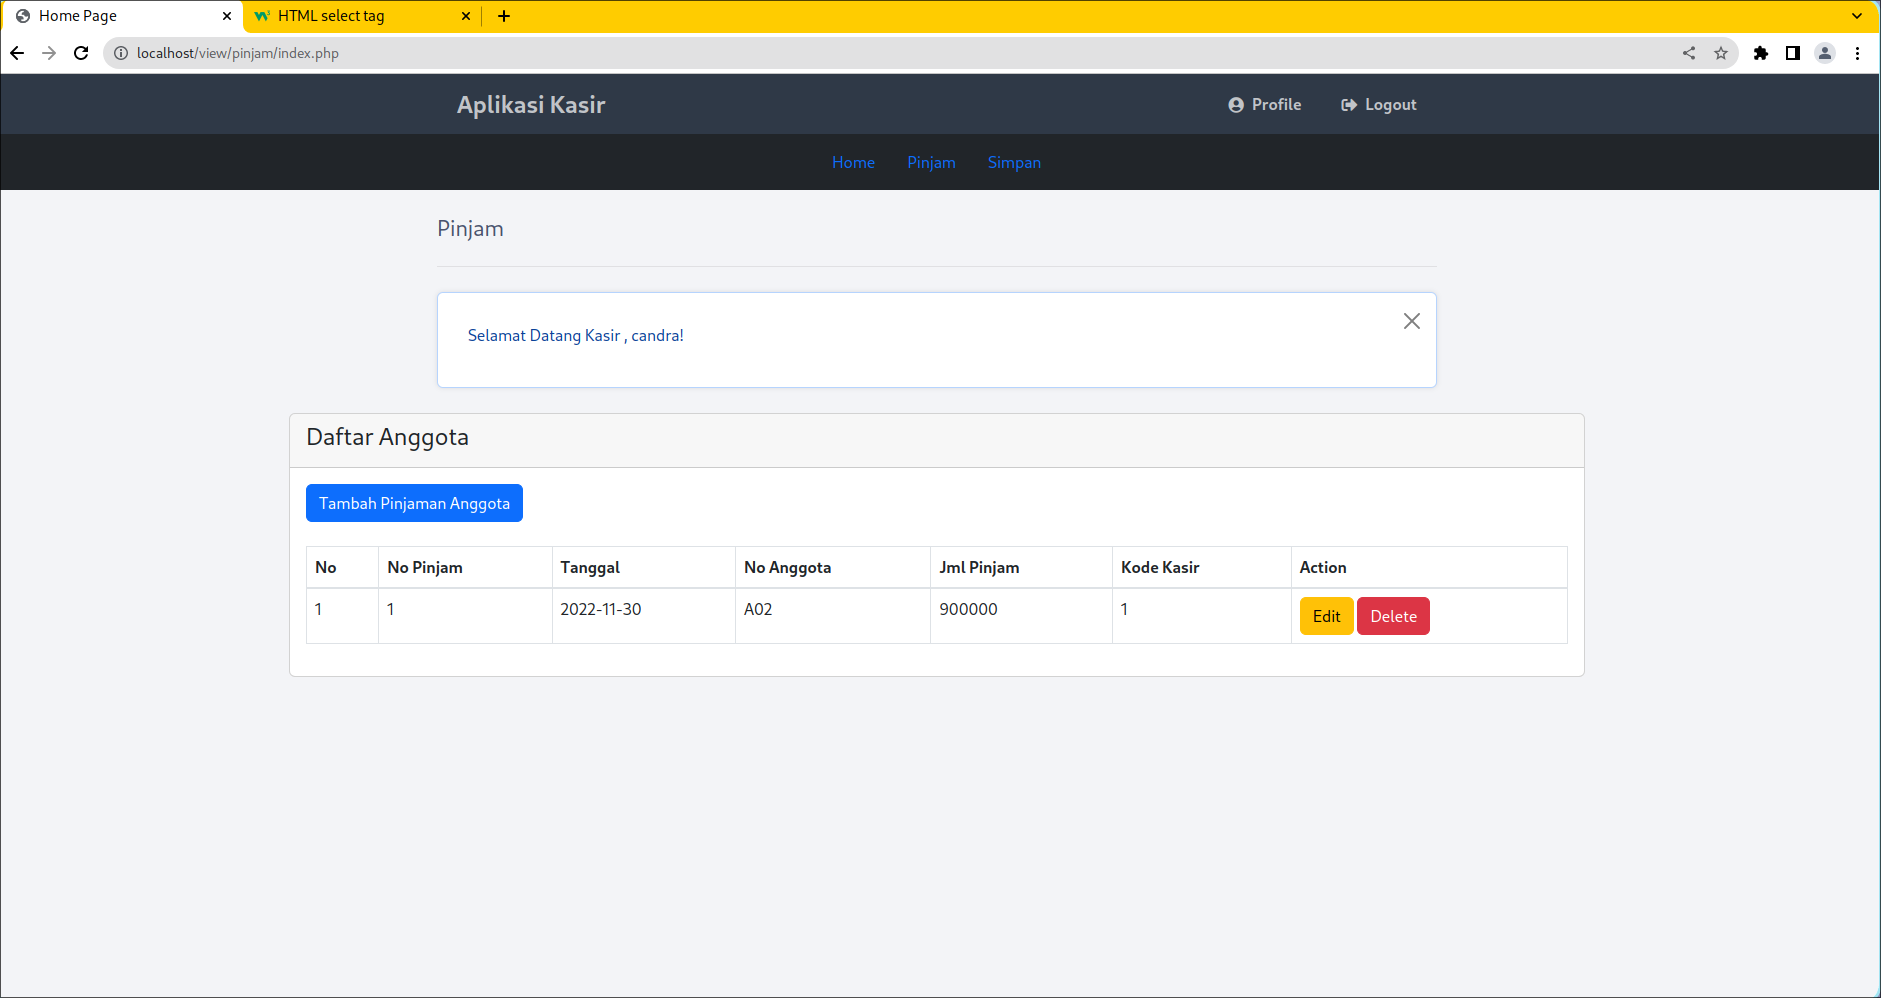 Home Page
HTML select tag
localhost/view/pinjam/index.php
Aplikasi Kasir
Profile
Logout
Home
Pinjam
Simpan
Pinjam
Selamat Datang Kasir , candra!
Daftar Anggota
Tambah Pinjaman Anggota
No No Pinjam Tanggal No Anggota Jml Pinjam Kode Kasir Action
1 1 2022-11-30 A02 900000 1 Edit Delete